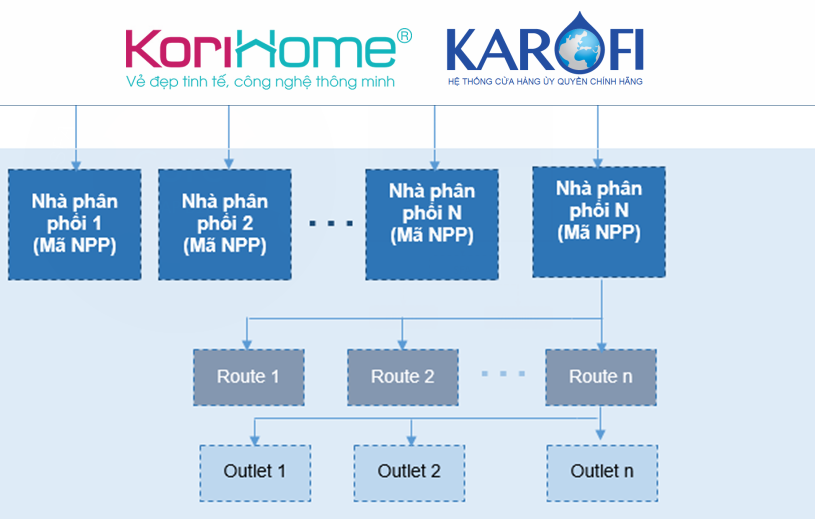 KoriHome®
Vẻ đẹp tinh tế, công nghệ thông minh
KAROFI
HỆ THỐNG CỬA HÀNG ỦY QUYỀN CHÍNH HÃNG
Nhà phân
phối 1
(Mã NPP)
Nhà phân
phối 2
(Mã NPP)
...
Nhà phân
phối N
(Mã NPP)
Nhà phân
phối N
(Mã NPP)
Route 1
Route 2
...
Route n
Outlet 1
Outlet 2
Outlet n